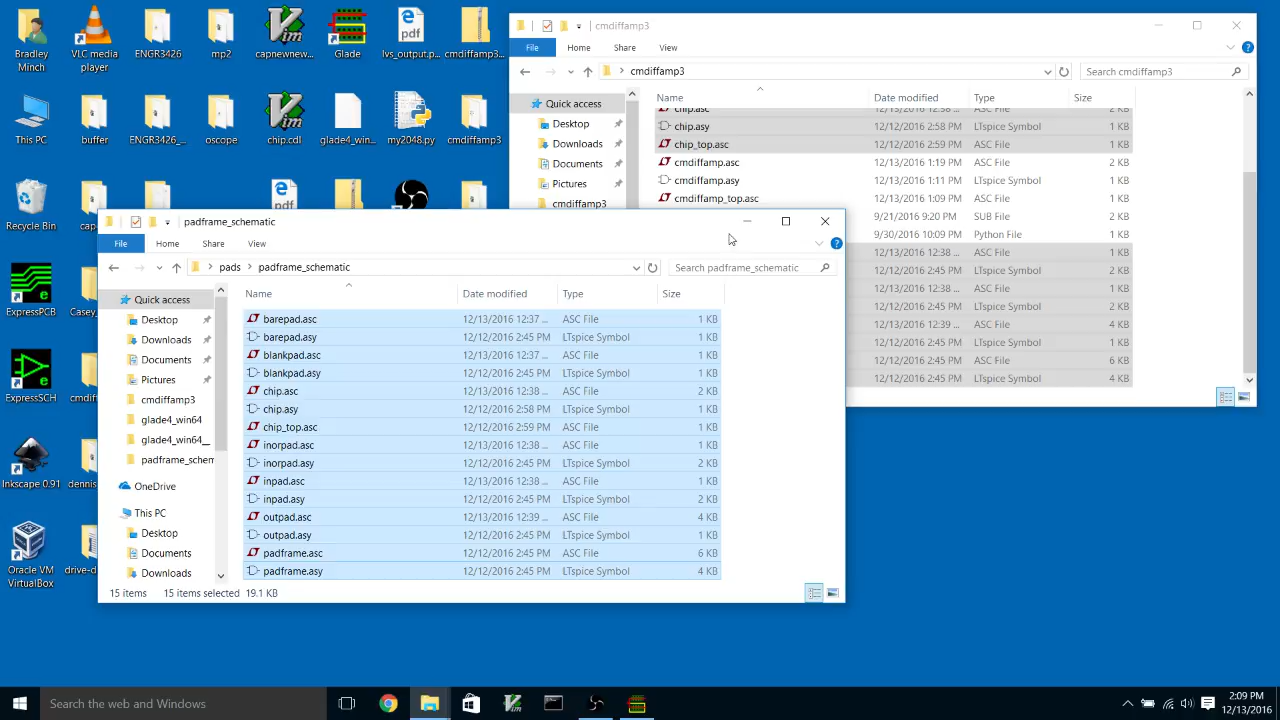 Bradley Minch
VLC media player
ENGR3426
mp2
capnewnew...
Glade
lvs_output.p...
cmdiffamp3...
This PC
buffer
ENGR3426_...
oscope
chip.cdl
glade4_win...
my2048.py
cmdiffamp3
Recycle Bin
ExpressPCB
ExpressSCH
Inkscape 0.91
Oracle VM VirtualBox
cap
Casey_
cmdiff
dennis
drive-d
cmdiffamp3
File Home Share View
cmdiffamp3
Search cmdiffamp3
Quick access
Desktop
Downloads
Documents
Pictures
cmdiffamp3
Name Date modified Type Size
chip.asc 12/13/2016 12:38 ... ASC File 2 KB
chip.asy 12/12/2016 2:58 PM LTspice Symbol 1 KB
chip_top.asc 12/12/2016 2:59 PM ASC File 1 KB
cmdiffamp.asc 12/13/2016 1:19 PM ASC File 2 KB
cmdiffamp.asy 12/13/2016 1:11 PM LTspice Symbol 1 KB
cmdiffamp_top.asc 12/13/2016 1:09 PM ASC File 1 KB
9/21/2016 9:20 PM SUB File 2 KB
9/30/2016 10:09 PM Python File 1 KB
12/13/2016 12:38 ... ASC File 1 KB
12/12/2016 2:45 PM LTspice Symbol 2 KB
12/13/2016 12:38 ... ASC File 1 KB
12/12/2016 2:45 PM LTspice Symbol 2 KB
12/13/2016 12:39 ... ASC File 4 KB
12/12/2016 2:45 PM LTspice Symbol 1 KB
12/12/2016 2:45 PM ASC File 6 KB
12/12/2016 2:45 PM LTspice Symbol 4 KB
padframe_schematic
File Home Share View
pads padframe_schematic
Search padframe_schematic
Quick access
Desktop
Downloads
Documents
Pictures
cmdiffamp3
glade4_win64
glade4_win64__
padframe_schem
OneDrive
This PC
Desktop
Documents
Downloads
Name Date modified Type Size
barepad.asc 12/13/2016 12:37 ... ASC File 1 KB
barepad.asy 12/12/2016 2:45 PM LTspice Symbol 1 KB
blankpad.asc 12/13/2016 12:37 ... ASC File 1 KB
blankpad.asy 12/12/2016 2:45 PM LTspice Symbol 1 KB
chip.asc 12/13/2016 12:38 ... ASC File 2 KB
chip.asy 12/12/2016 2:58 PM LTspice Symbol 1 KB
chip_top.asc 12/12/2016 2:59 PM ASC File 1 KB
inorpad.asc 12/13/2016 12:38 ... ASC File 1 KB
inorpad.asy 12/12/2016 2:45 PM LTspice Symbol 2 KB
inpad.asc 12/13/2016 12:38 ... ASC File 1 KB
inpad.asy 12/12/2016 2:45 PM LTspice Symbol 2 KB
outpad.asc 12/13/2016 12:39 ... ASC File 4 KB
outpad.asy 12/12/2016 2:45 PM LTspice Symbol 1 KB
padframe.asc 12/12/2016 2:45 PM ASC File 6 KB
padframe.asy 12/12/2016 2:45 PM LTspice Symbol 4 KB
15 items 15 items selected 19.1 KB
Search the web and Windows
2:09 PM
12/13/2016